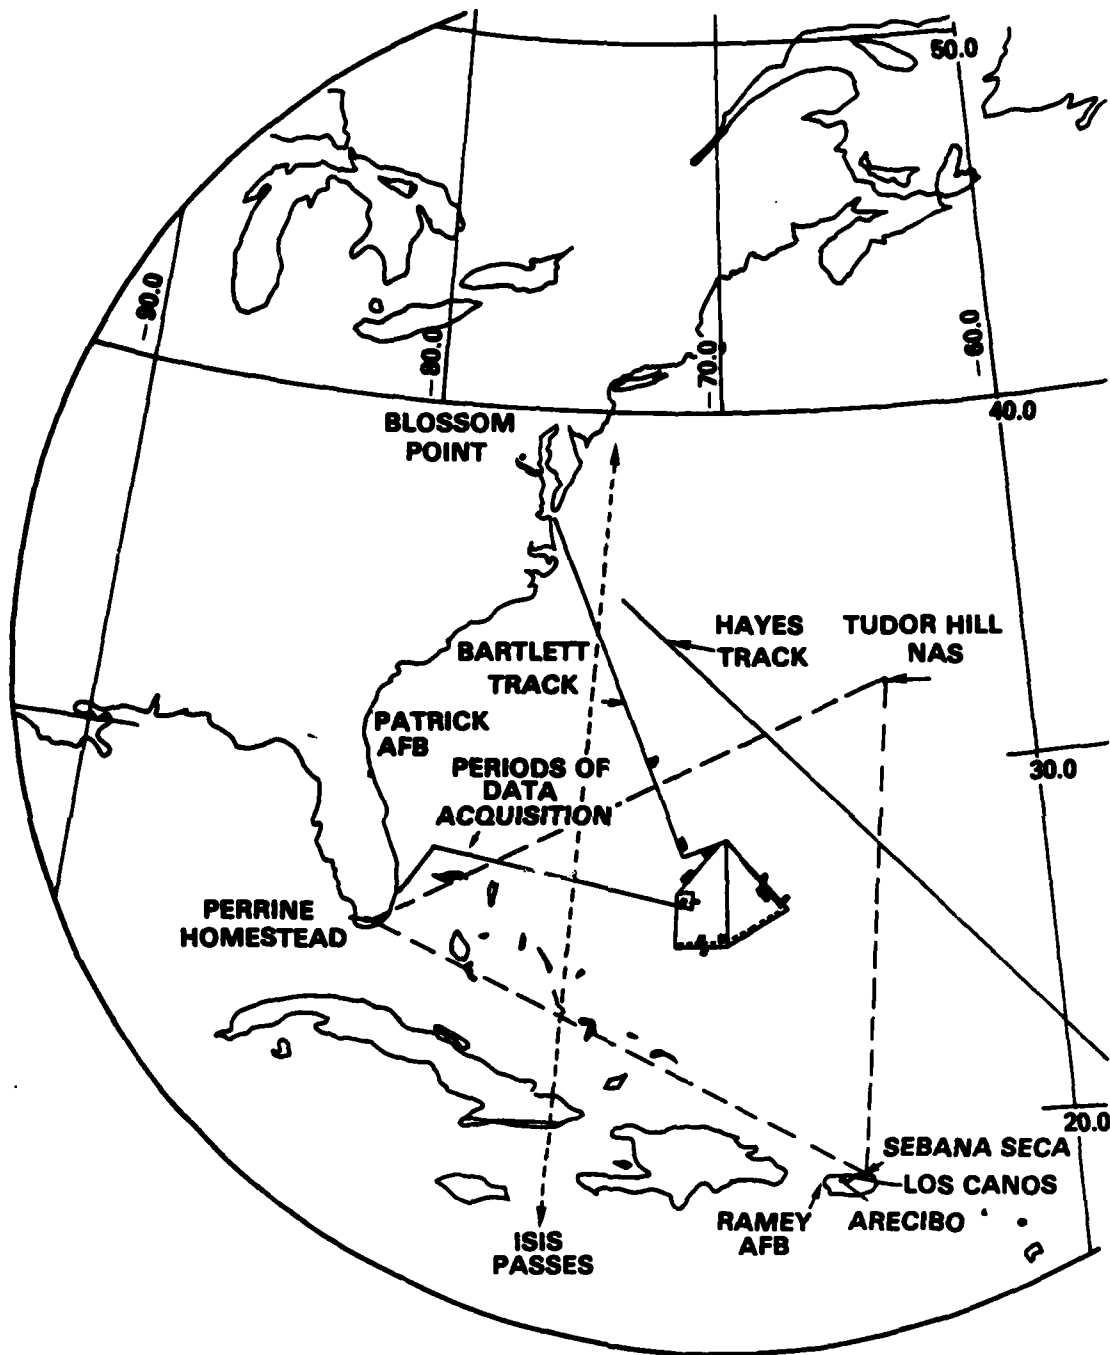 50.0
-90.0
-80.0
-70.0
-60.0
40.0
BLOSSOM
POINT
HAYES
TRACK
TUDOR HILL
NAS
BARTLETT
TRACK
PATRICK
AFB
PERIODS OF
DATA
ACQUISITION
30.0
PERRINE
HOMESTEAD
20.0
SEBANA SECA
LOS CANOS
RAMEY
AFB
ARECIBO
ISIS
PASSES